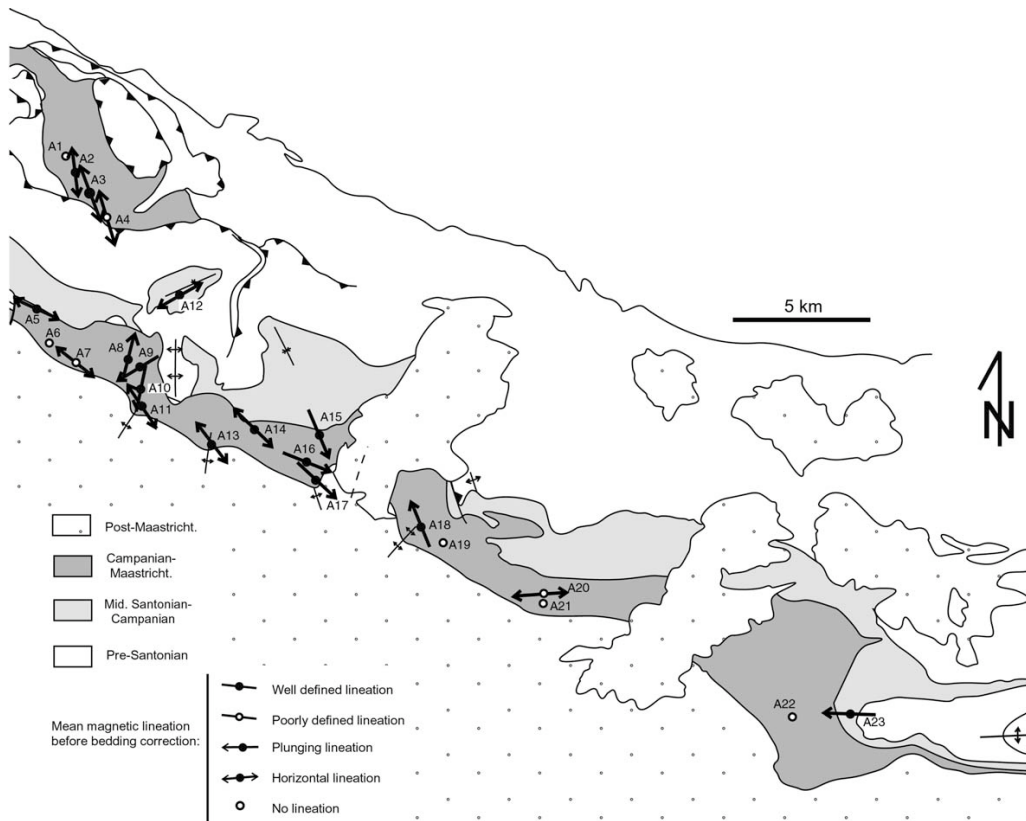 A1
A2
A3
A4
5 km
A12
A5
A6
A7
A8
A9
A10
A11
N
A13
A14
A15
A16
A17
A18
A19
A20
A21
A22
A23
Post-Maastricht.
Campanian-
Maastricht.
Mid. Santonian-
Campanian
Pre-Santonian
Mean magnetic lineation
before bedding correction:
Well defined lineation
Poorly defined lineation
Plunging lineation
Horizontal lineation
No lineation